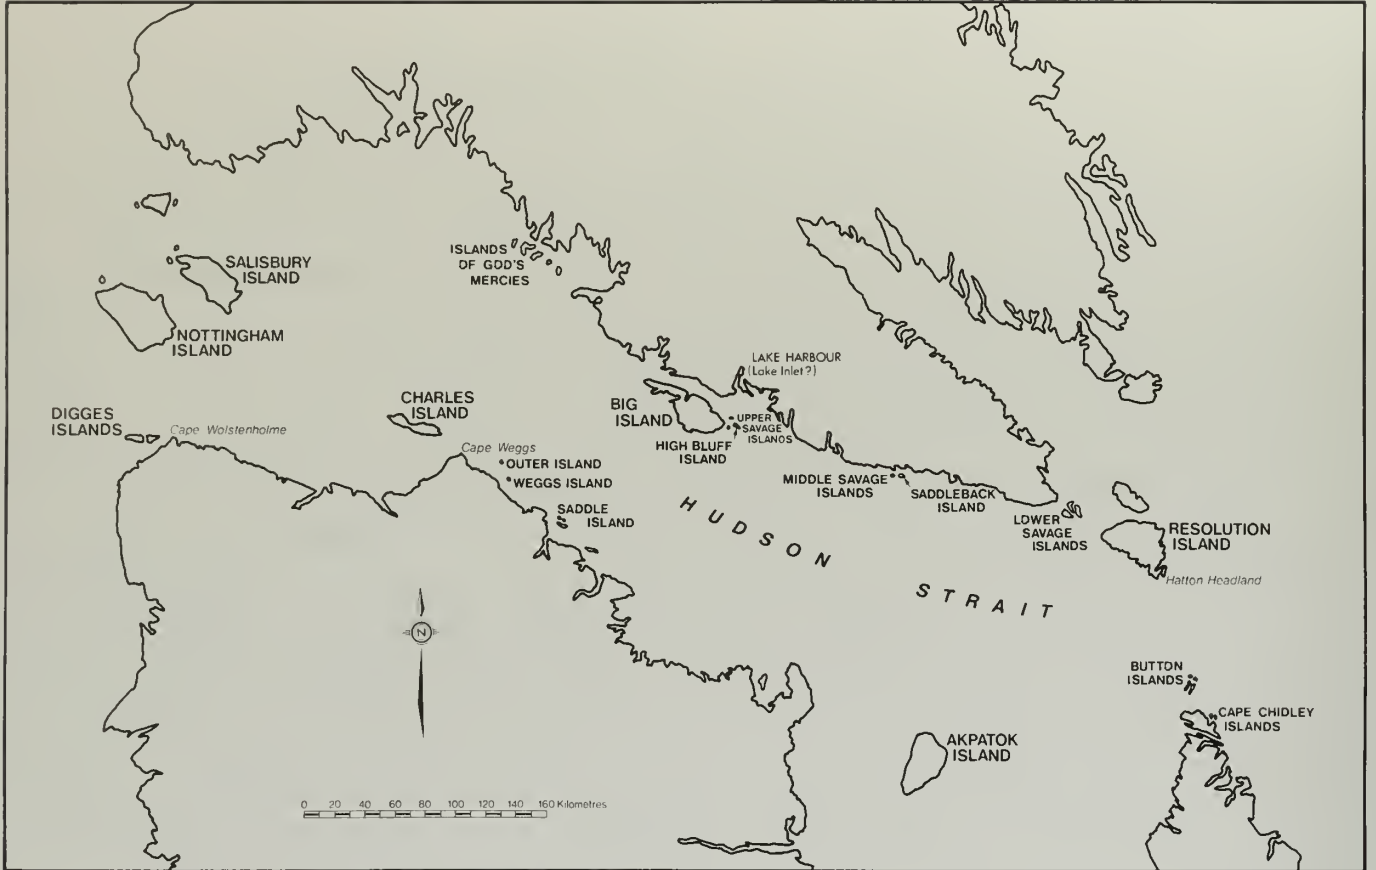 ISLANDS
OF GOD'S
MERCIES
SALISBURY
ISLAND
NOTTINGHAM
ISLAND
LAKE HARBOUR
(Lake Inlet?)
CHARLES
ISLAND
BIG
ISLAND
UPPER
SAVAGE
ISLANDS
HIGH BLUFF
ISLAND
DIGGES
ISLANDS
Cape Wolstenholme
Cape Weggs
OUTER ISLAND
WEGGS ISLAND
SADDLE
ISLAND
MIDDLE SAVAGE
ISLANDS
SADDLEBACK
ISLAND
LOWER
SAVAGE
ISLANDS
RESOLUTION
ISLAND
Hatton Headland
HUDSON STRAIT
N
BUTTON
ISLANDS
CAPE CHIDLEY
ISLANDS
AKPATOK
ISLAND
0 20 40 60 80 100 120 140 160 Kilometres